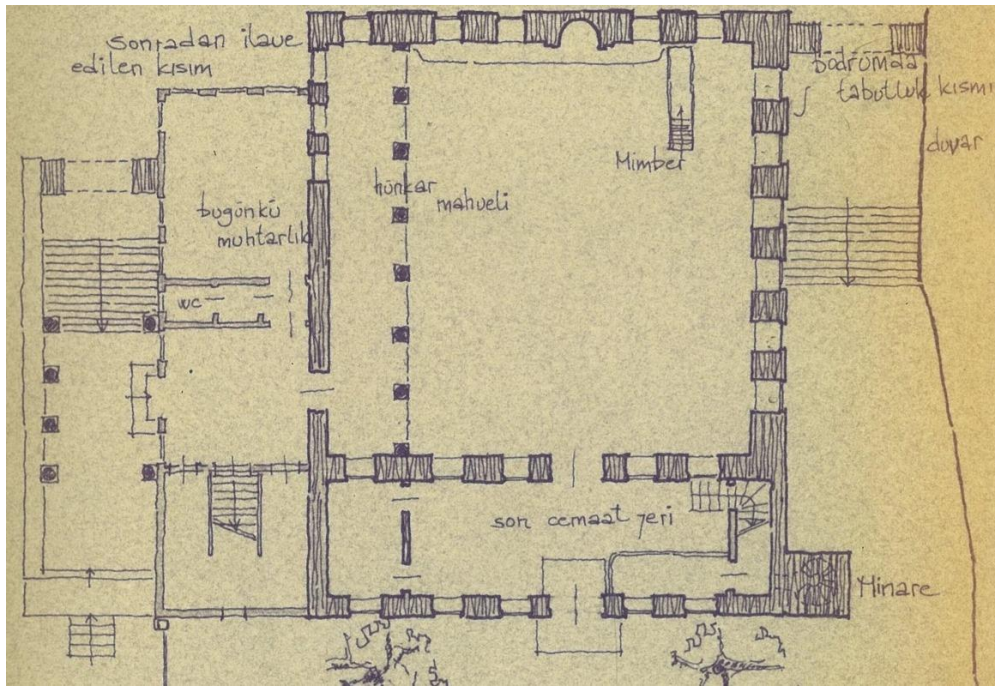 sonradan ilave
edilen kısım
bodrumda
tabutluk kısmı
duvar
Mimber
hünkar
mahveli
bugünkü
muhtarlık
WC
son cemaat yeri
Minare